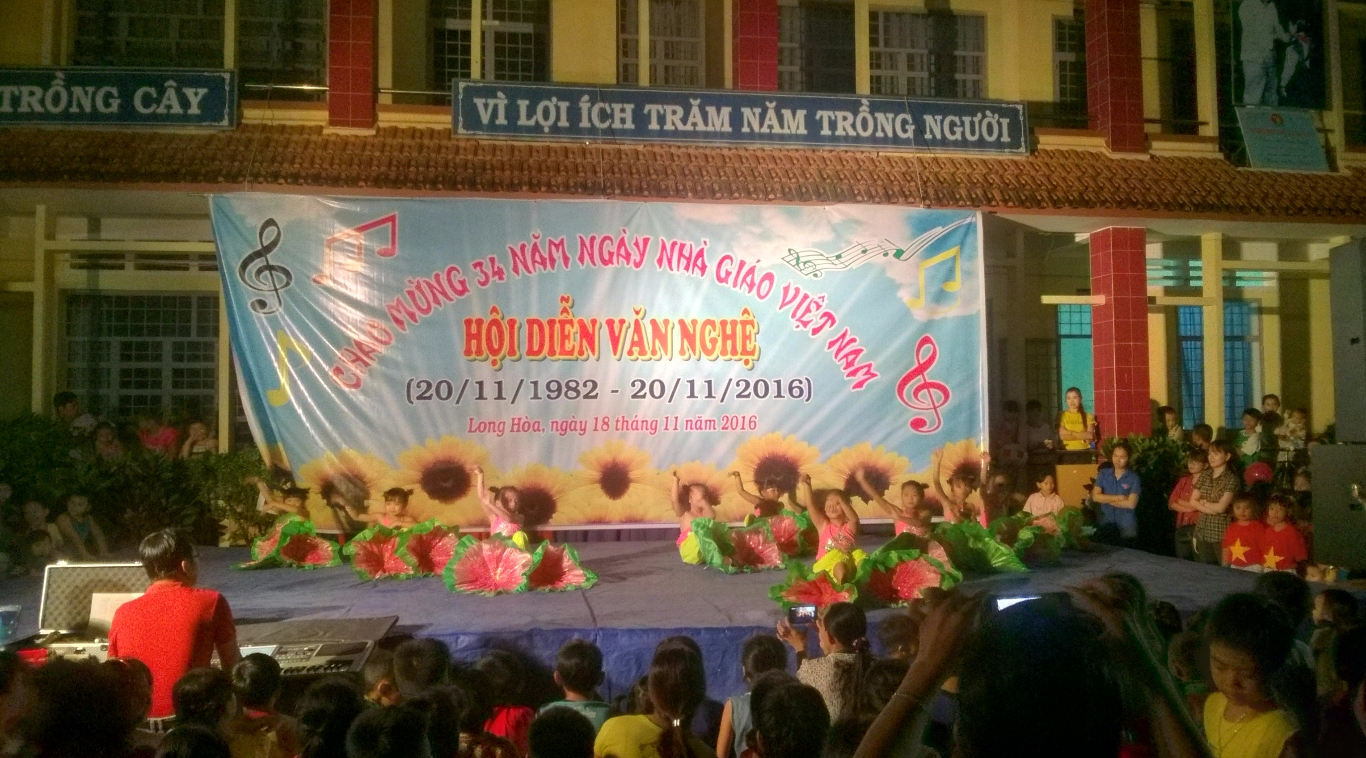 TRỒNG CÂY
VÌ LỢI ÍCH TRĂM NĂM TRỒNG NGƯỜI
CHÀO MỪNG 34 NĂM NGÀY NHÀ GIÁO VIỆT NAM
HỘI DIỄN VĂN NGHỆ
(20/11/1982 - 20/11/2016)
Long Hòa, ngày 18 tháng 11 năm 2016